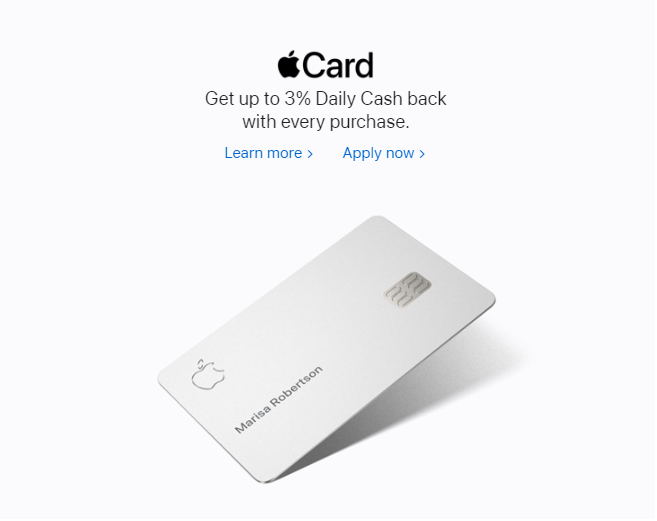 Card
Get up to 3% Daily Cash back
with every purchase.
Learn more >
Apply now >
Marisa Robertson